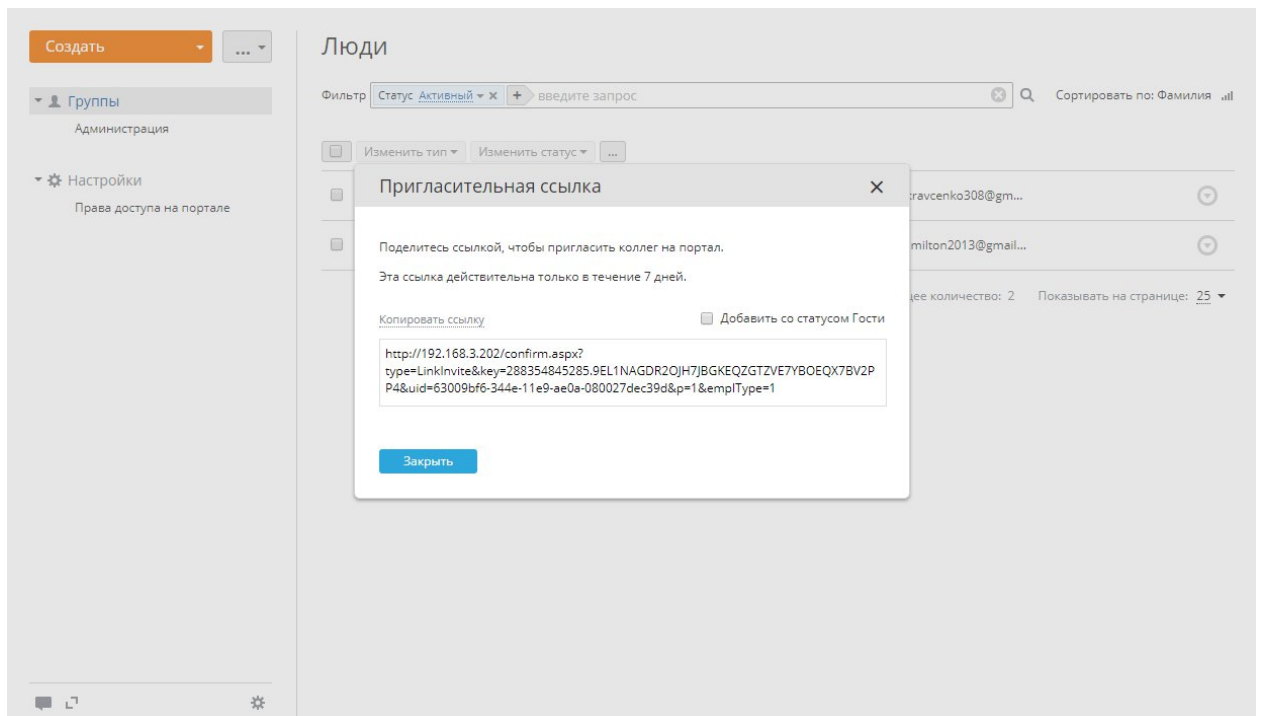 Создать
...
Люди
Группы
Администрация
Настройки
Права доступа на портале
Фильтр Статус Активный × + введите запрос Сортировать по: Фамилия
Изменить тип Изменить статус ...
Пригласительная ссылка
Поделитесь ссылкой, чтобы пригласить коллег на портал.
Эта ссылка действительна только в течение 7 дней.
Копировать ссылку Добавить со статусом Гости
http://192.168.3.202/confirm.aspx?
type=LinkInvite&key=288354845285.9EL1NAGDR2OJH7JBGKEQZGTZVE7YBOEQX7BV2P
P4&uid=63009bf6-344e-11e9-ae0a-080027dec39d&p=1&emplType=1
Закрыть
ravcenko308@gm...
milton2013@gmail...
ее количество: 2 Показывать на странице: 25